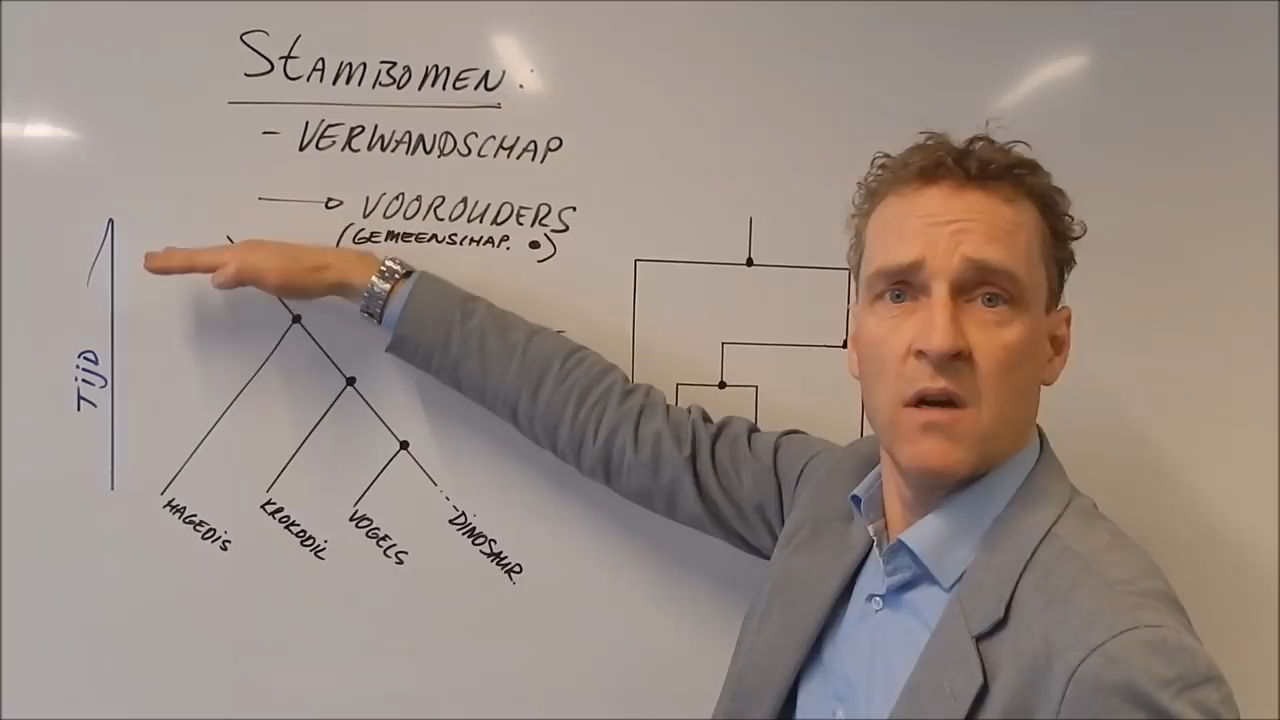 STAMBOMEN:
- VERWANDSCHAP
→ VOOROUDERS
(GEMEENSCHAP. •)
TIJD
HAGEDIS
KROKODIL
VOGELS
DINOSAUR.